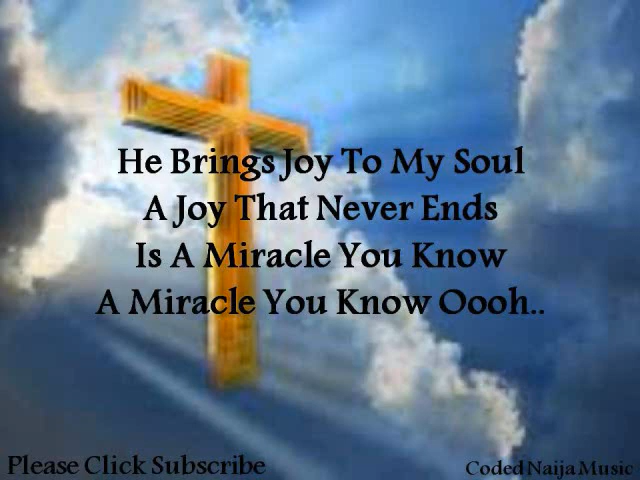 He Brings Joy To My Soul
A Joy That Never Ends
Is A Miracle You Know
A Miracle You Know Oooh..
Please Click Subscribe
Coded Naija Music